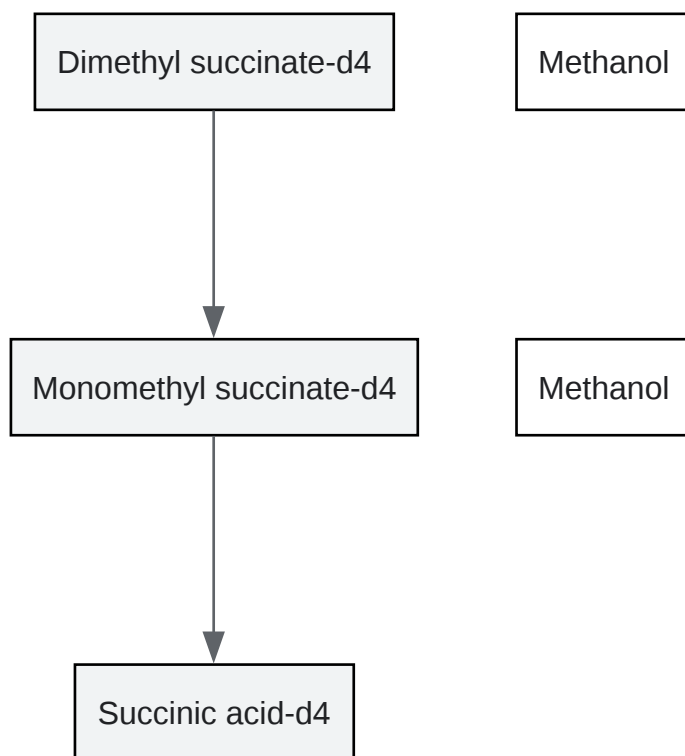 Dimethyl succinate-d4
Methanol
Monomethyl succinate-d4
Methanol
Succinic acid-d4